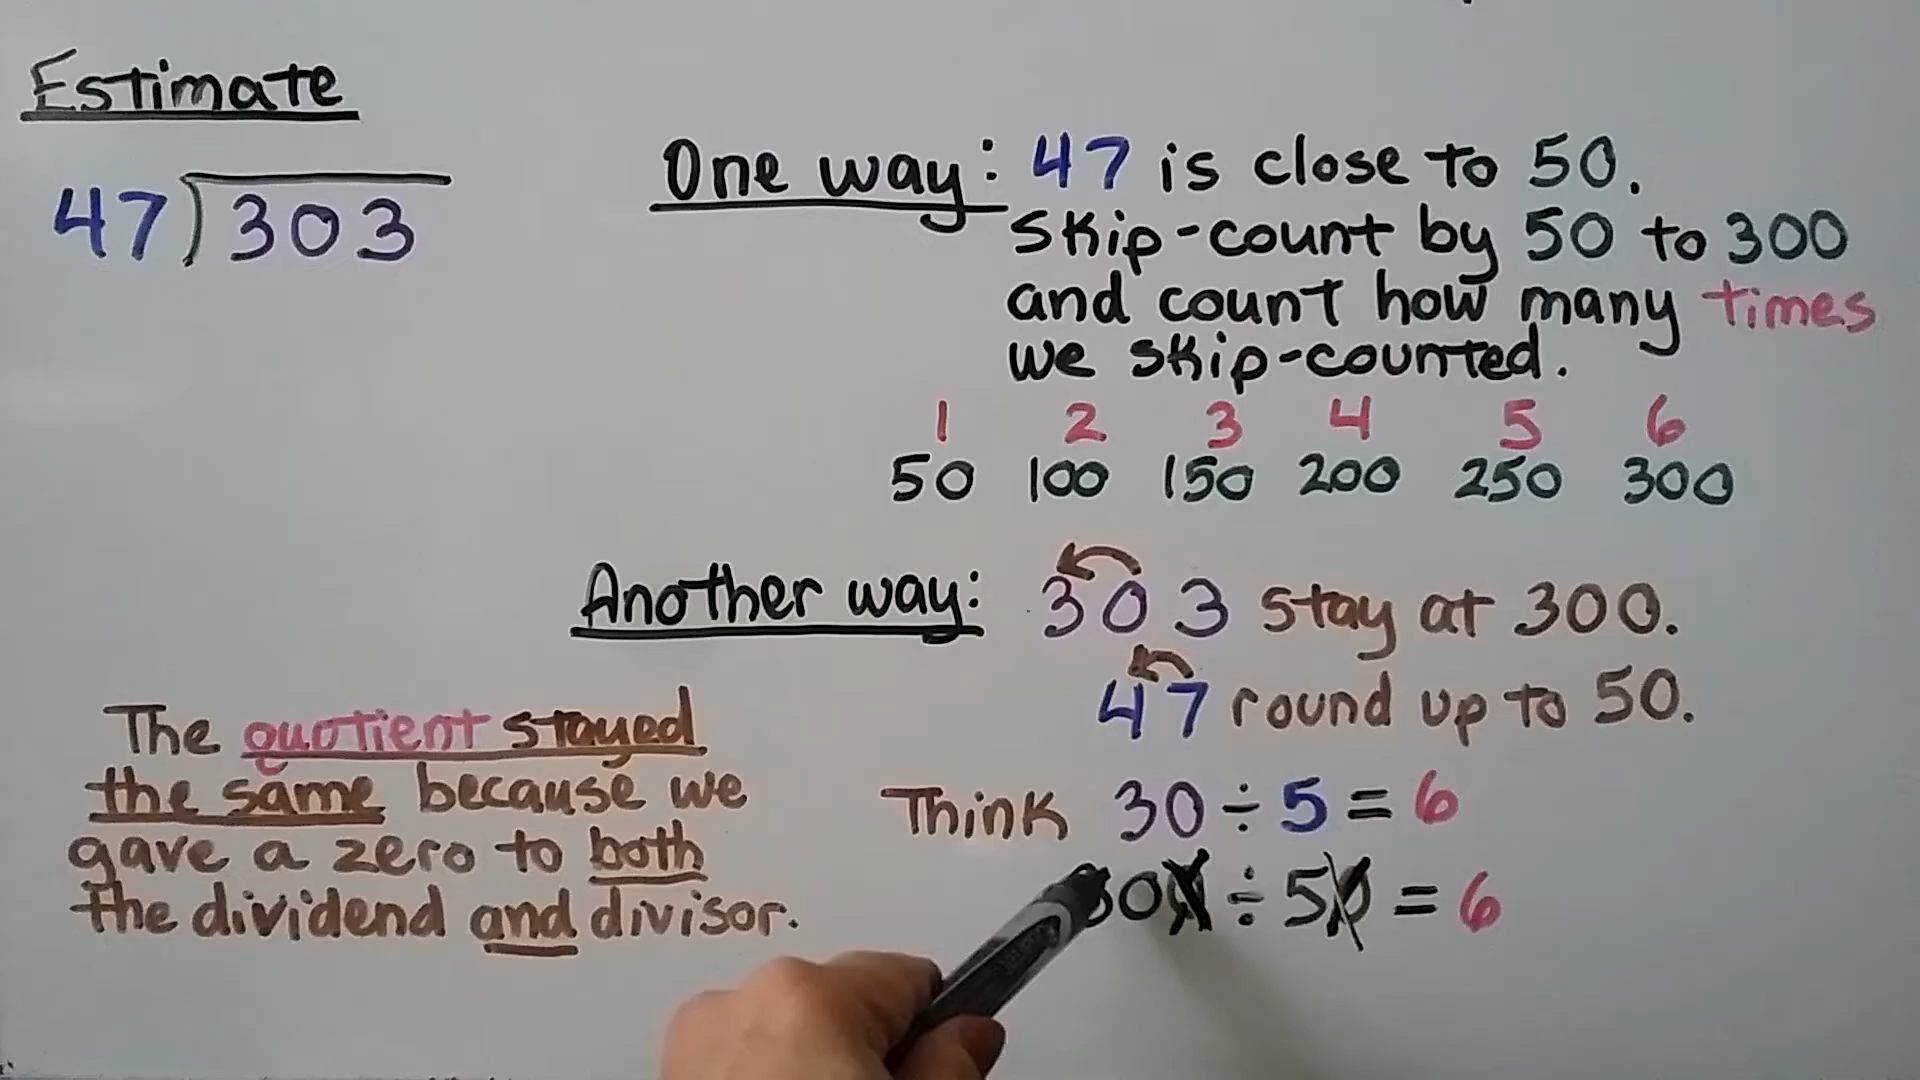 Estimate
47)303
One way: 47 is close to 50.
Skip-count by 50 to 300
and count how many times
we skip-counted.
1 2 3 4 5 6
50 100 150 200 250 300
Another way: 303 stay at 300.
47 round up to 50.
Think 30 ÷ 5 = 6
300 ÷ 50 = 6
The quotient stayed
the same because we
gave a zero to both
the dividend and divisor.